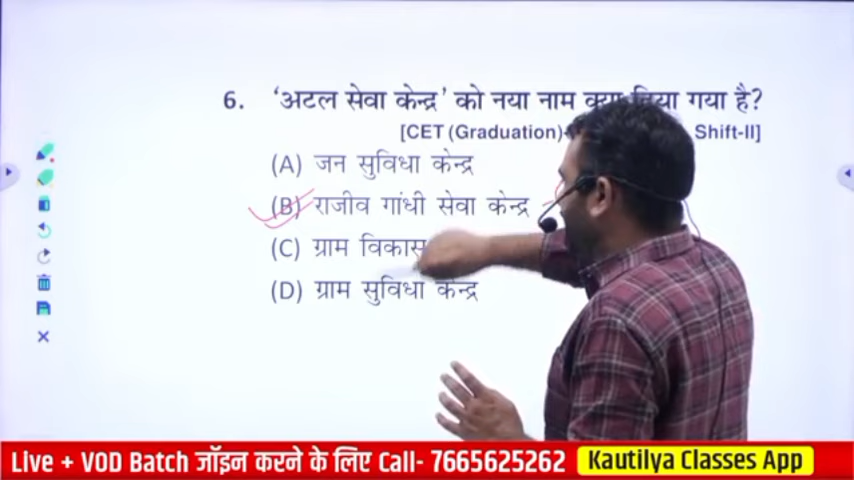 6. 'अटल सेवा केन्द्र' को नया नाम क्या दिया गया है?
[CET (Graduation) Shift-II]
(A) जन सुविधा केन्द्र
(B) राजीव गांधी सेवा केन्द्र
(C) ग्राम विकास
(D) ग्राम सुविधा केन्द्र
Live + VOD Batch जॉइन करने के लिए Call- 7665625262 Kautilya Classes App